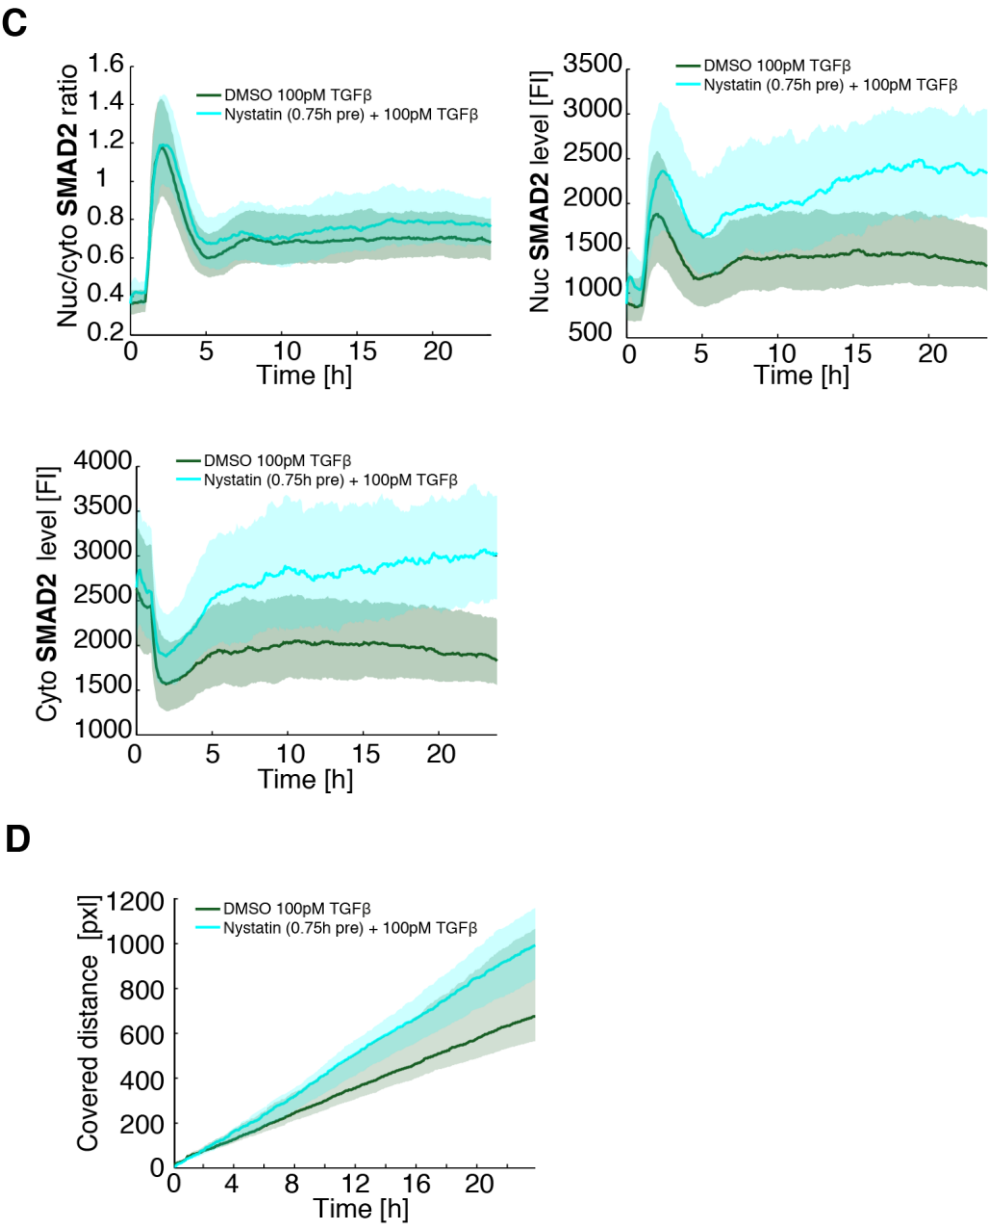 C
Nuc/cyto SMAD2 ratio
1.6
1.4
1.2
1
0.8
0.6
0.4
0.2
DMSO 100pM TGFβ
Nystatin (0.75h pre) + 100pM TGFβ
0 5 10 15 20
Time [h]
Nuc SMAD2 level [FI]
3500
3000
2500
2000
1500
1000
500
DMSO 100pM TGFβ
Nystatin (0.75h pre) + 100pM TGFβ
0 5 10 15 20
Time [h]
Cyto SMAD2 level [FI]
4000
3500
3000
2500
2000
1500
1000
DMSO 100pM TGFβ
Nystatin (0.75h pre) + 100pM TGFβ
0 5 10 15 20
Time [h]
D
Covered distance [pxl]
1200
1000
800
600
400
200
0
DMSO 100pM TGFβ
Nystatin (0.75h pre) + 100pM TGFβ
0 4 8 12 16 20
Time [h]